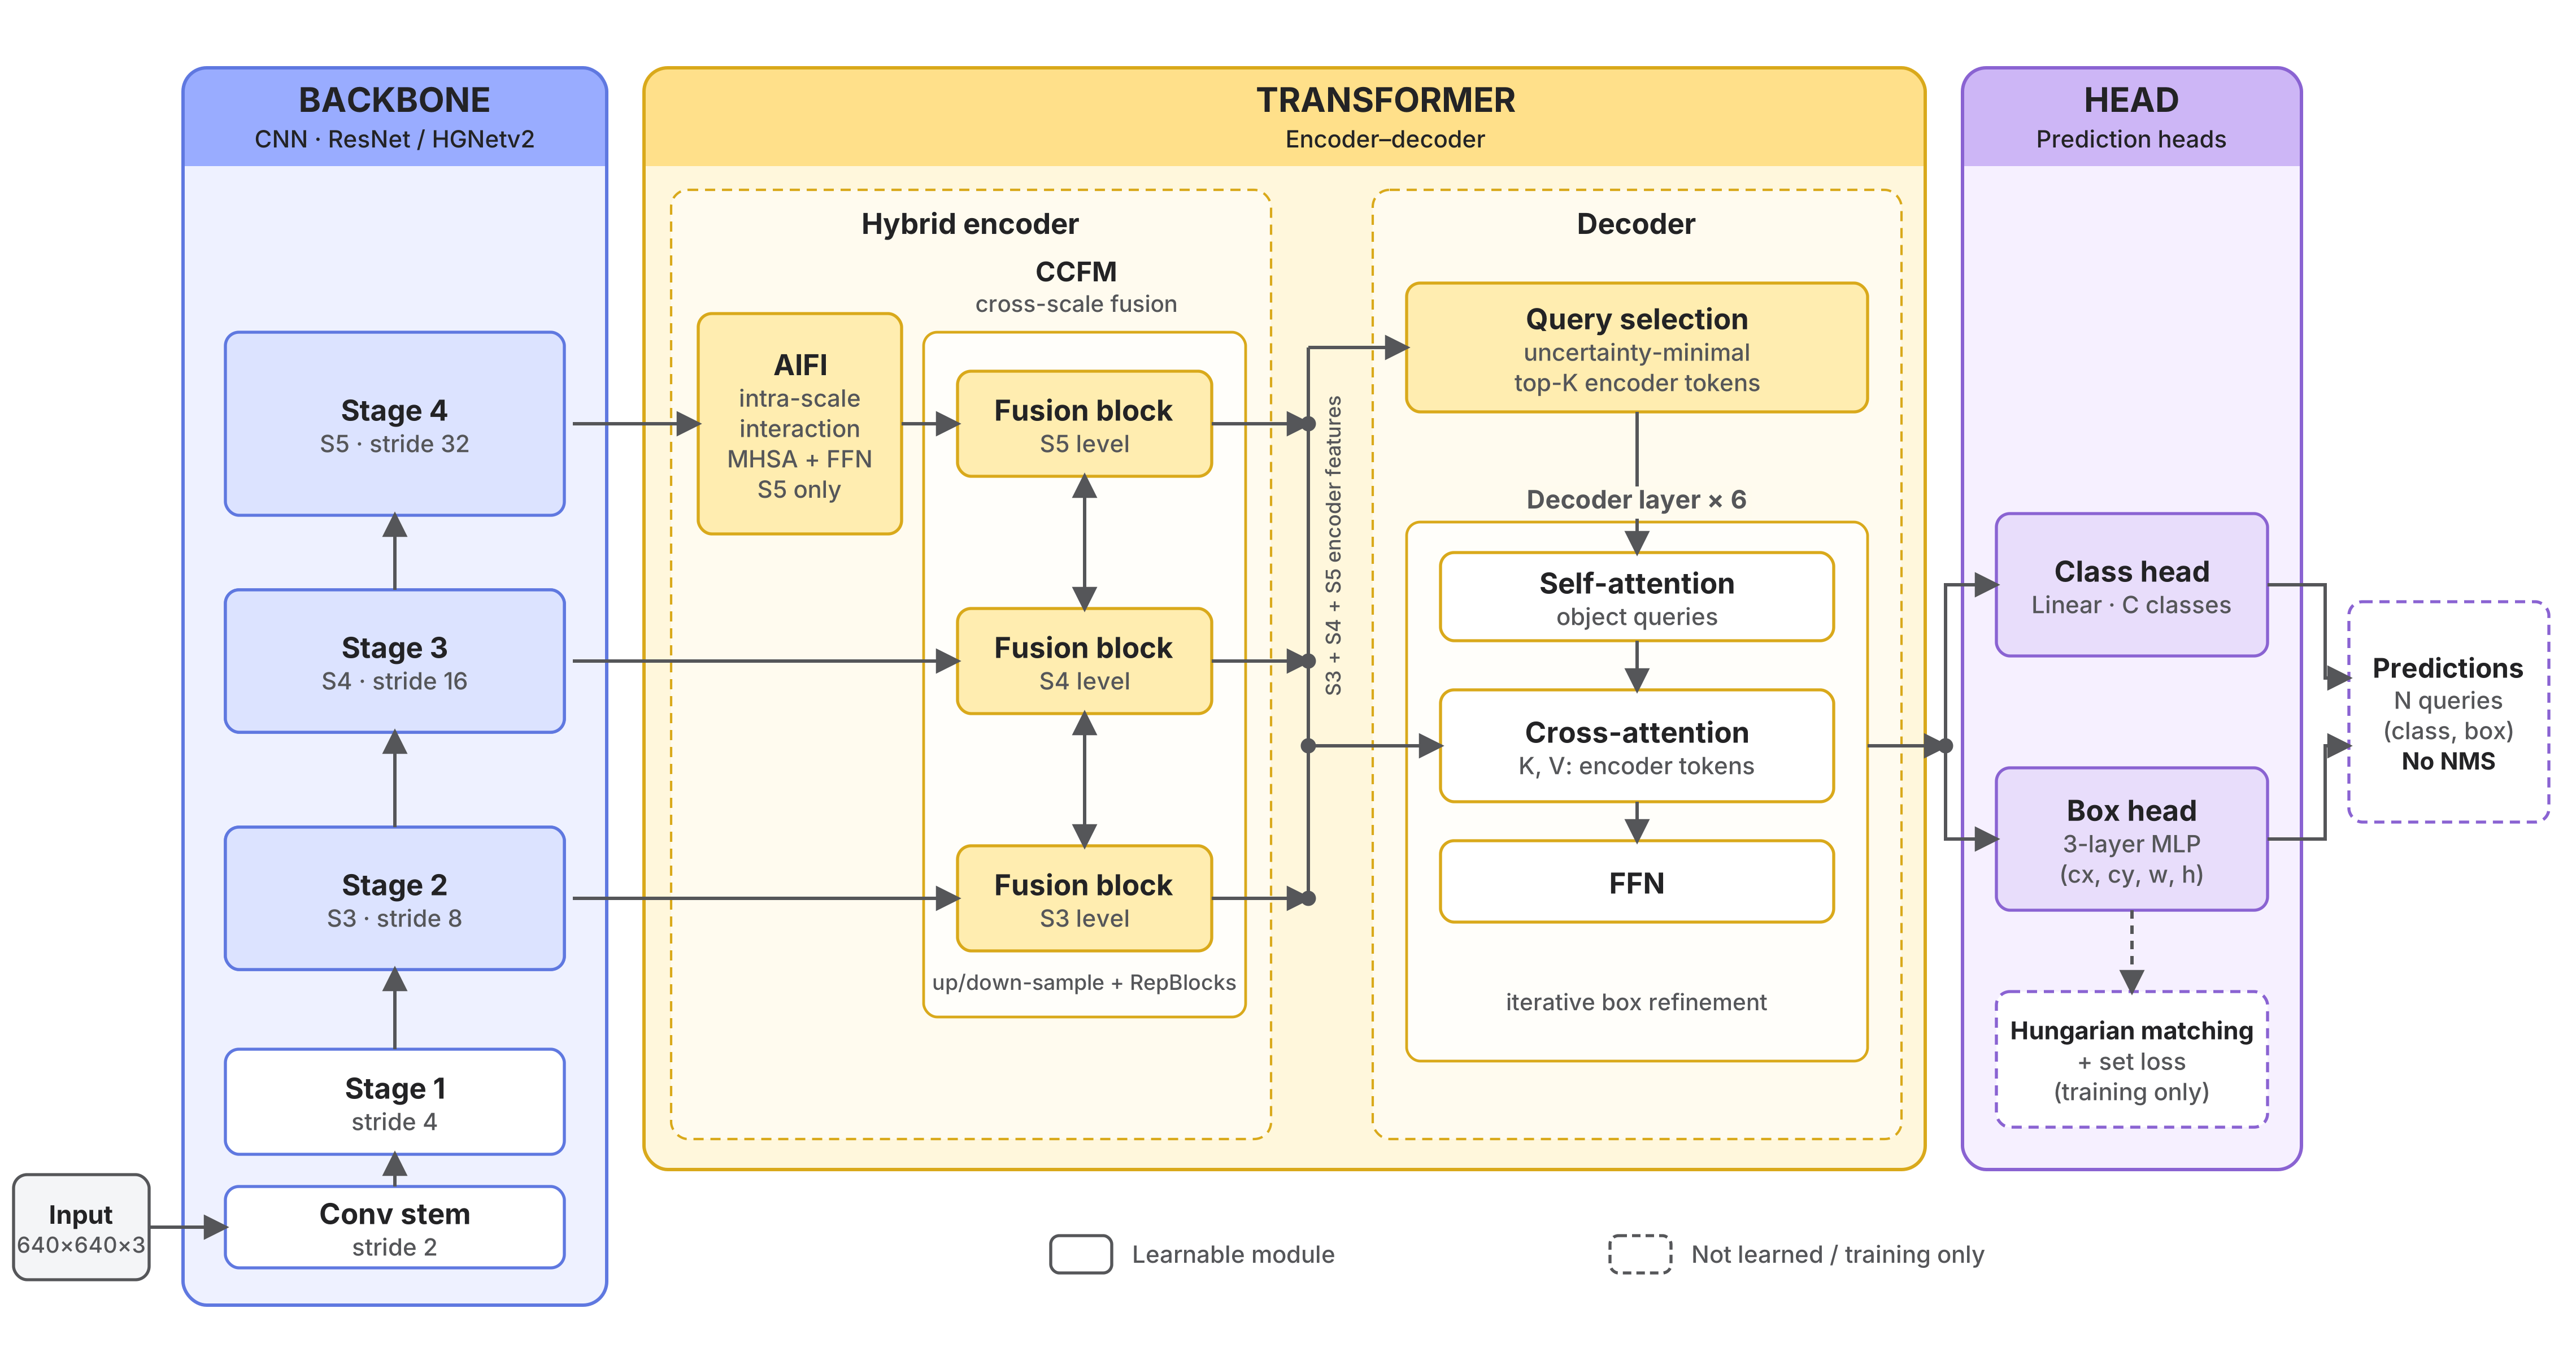 BACKBONE
CNN · ResNet / HGNetv2
Stage 4
S5 · stride 32
Stage 3
S4 · stride 16
Stage 2
S3 · stride 8
Stage 1
stride 4
Conv stem
stride 2
Input
640×640×3
TRANSFORMER
Encoder–decoder
Hybrid encoder
CCFM
cross-scale fusion
AIFI
intra-scale
interaction
MHSA + FFN
S5 only
Fusion block
S5 level
Fusion block
S4 level
Fusion block
S3 level
up/down-sample + RepBlocks
S3 + S4 + S5 encoder features
Decoder
Query selection
uncertainty-minimal
top-K encoder tokens
Decoder layer × 6
Self-attention
object queries
Cross-attention
K, V: encoder tokens
FFN
iterative box refinement
HEAD
Prediction heads
Class head
Linear · C classes
Box head
3-layer MLP
(cx, cy, w, h)
Hungarian matching
+ set loss
(training only)
Predictions
N queries
(class, box)
No NMS
Learnable module
Not learned / training only